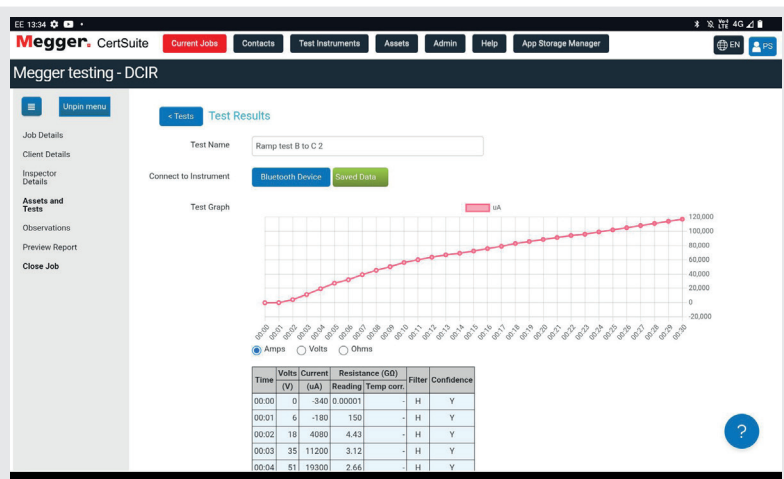 EE 13:34
4G
Megger. CertSuite
Current Jobs
Contacts
Test Instruments
Assets
Admin
Help
App Storage Manager
EN
PS
Megger testing - DCIR
Unpin menu
Job Details
Client Details
Inspector
Details
Assets and
Tests
Observations
Preview Report
Close Job
< Tests Test Results
Test Name Ramp test B to C 2
Connect to Instrument Bluetooth Device Saved Data
Test Graph
uA
120,000
100,000
80,000
60,000
40,000
20,000
0
-20,000
00:00 00:01 00:02 00:03 00:04 00:05 00:06 00:07 00:08 00:09 00:10 00:11 00:12 00:13 00:14 00:15 00:16 00:17 00:18 00:19 00:20 00:21 00:22 00:23 00:24 00:25 00:26 00:27 00:28 00:29 00:30
Amps Volts Ohms
Time Volts Current Resistance (GΩ) Filter Confidence
(V) (uA) Reading Temp corr.
00:00 0 -340 0.00001 - H Y
00:01 6 -180 150 - H Y
00:02 18 4080 4.43 - H Y
00:03 35 11200 3.12 - H Y
00:04 51 19300 2.66 - H Y
?